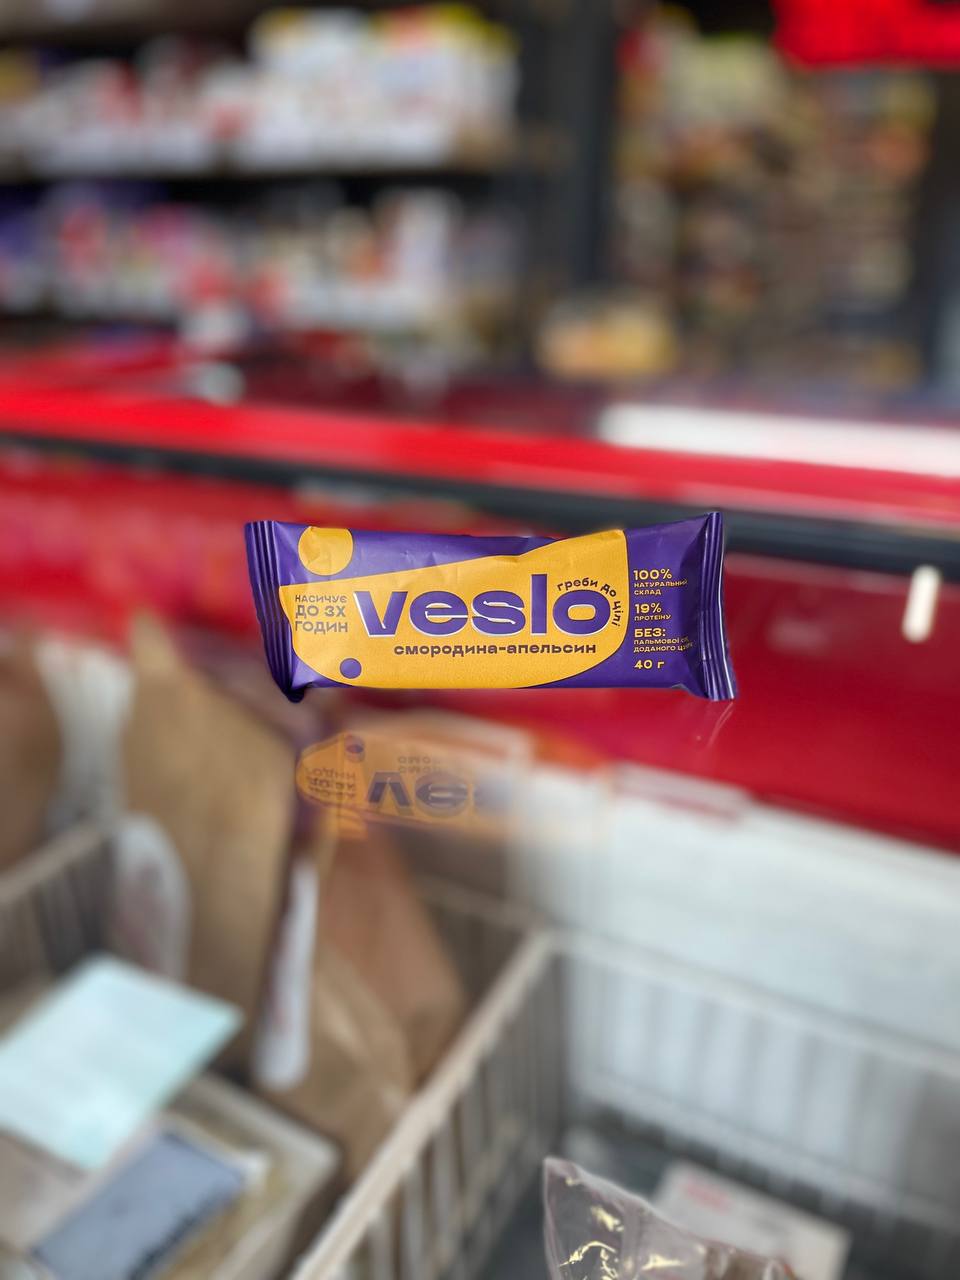 НАСИЧУЄ
ДО 3Х
ГОДИН
veslo
греби до цілі
смородина-апельсин
100%
НАТУРАЛЬНИЙ
СКЛАД
19%
ПРОТЕЇНУ
БЕЗ:
ПАЛЬМОВОЇ
ДОДАНОГО
40 г